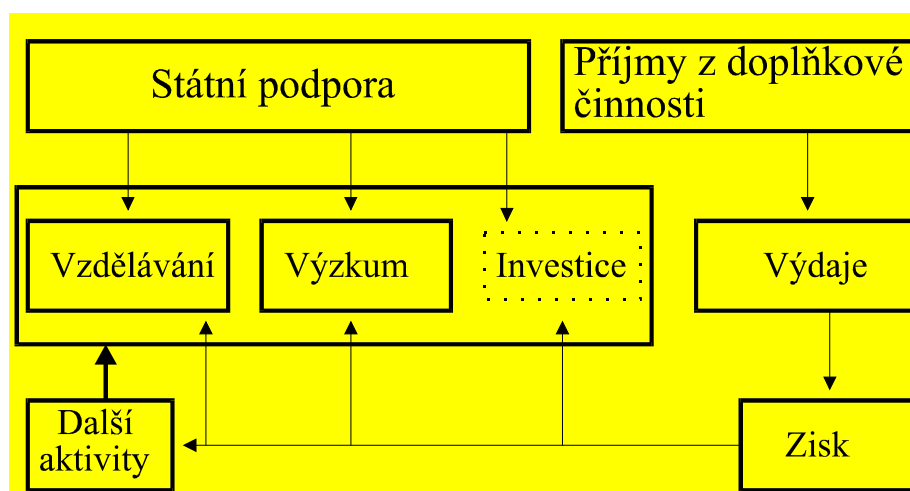 Státní podpora
Příjmy z doplňkové
činnosti
Vzdělávání
Výzkum
Investice
Výdaje
Další
aktivity
Zisk